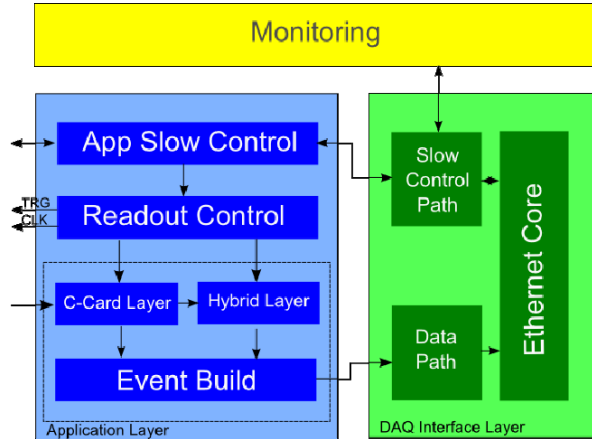 Monitoring
App Slow Control
TRG
Readout Control
CLK
C-Card Layer
Hybrid Layer
Event Build
Application Layer
Slow
Control
Path
Data
Path
Ethernet Core
DAQ Interface Layer